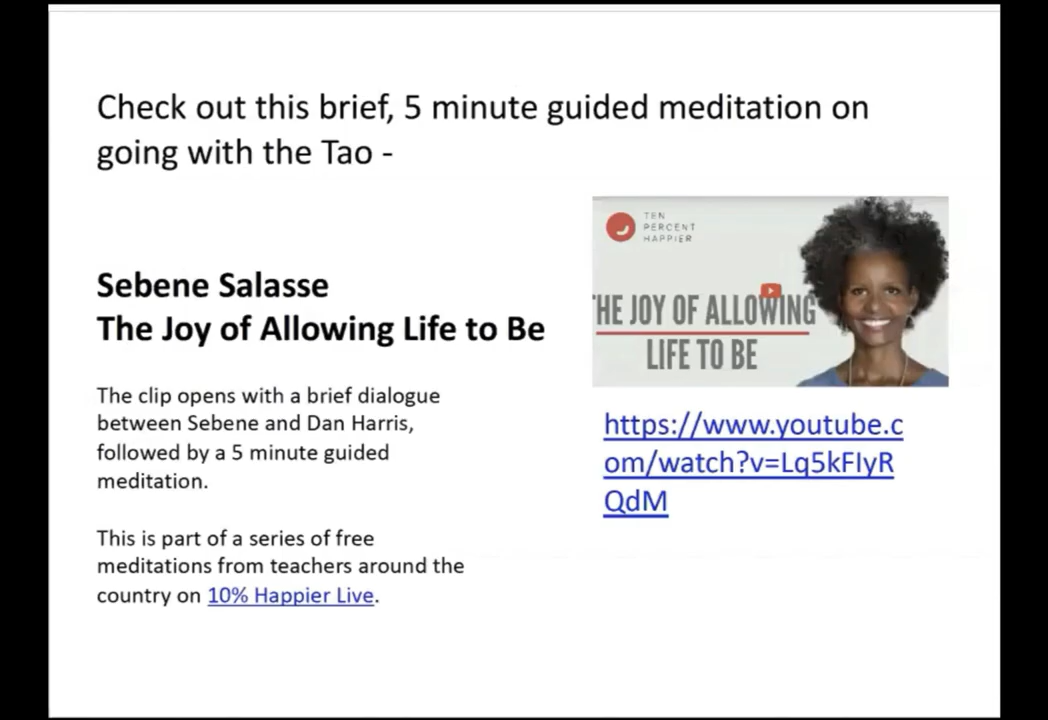 Check out this brief, 5 minute guided meditation on
going with the Tao -
Sebene Salasse
The Joy of Allowing Life to Be
The clip opens with a brief dialogue
between Sebene and Dan Harris,
followed by a 5 minute guided
meditation.
This is part of a series of free
meditations from teachers around the
country on 10% Happier Live.
TEN
PERCENT
HAPPIER
HE JOY OF ALLOWING
LIFE TO BE
https://www.youtube.c
om/watch?v=Lq5kFIyR
QdM